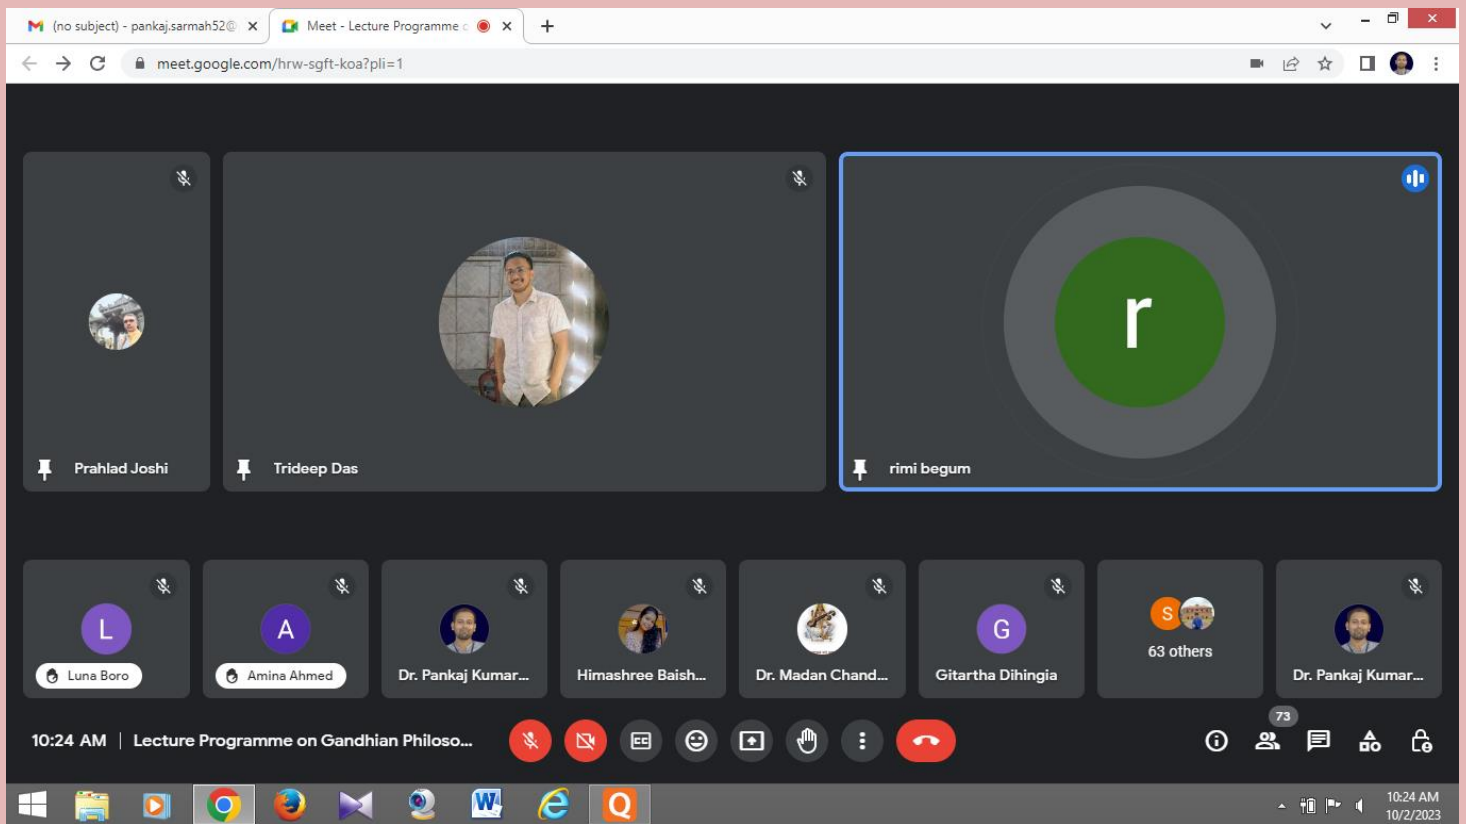 (no subject) - pankaj.sarmah52@
Meet - Lecture Programme o
meet.google.com/hrw-sgft-koa?pli=1
r
Prahlad Joshi
Trideep Das
rimi begum
L
A
G
S
63 others
Luna Boro
Amina Ahmed
Dr. Pankaj Kumar...
Himashree Baish...
Dr. Madan Chand...
Gitartha Dihingia
Dr. Pankaj Kumar...
73
10:24 AM | Lecture Programme on Gandhian Philoso...
CC
W
Q
10:24 AM
10/2/2023